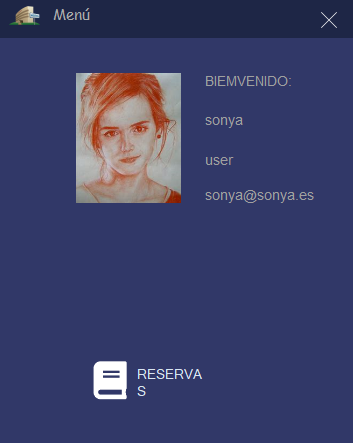 Menú
BIEMVENIDO:
sonya
user
sonya@sonya.es
RESERVA
S